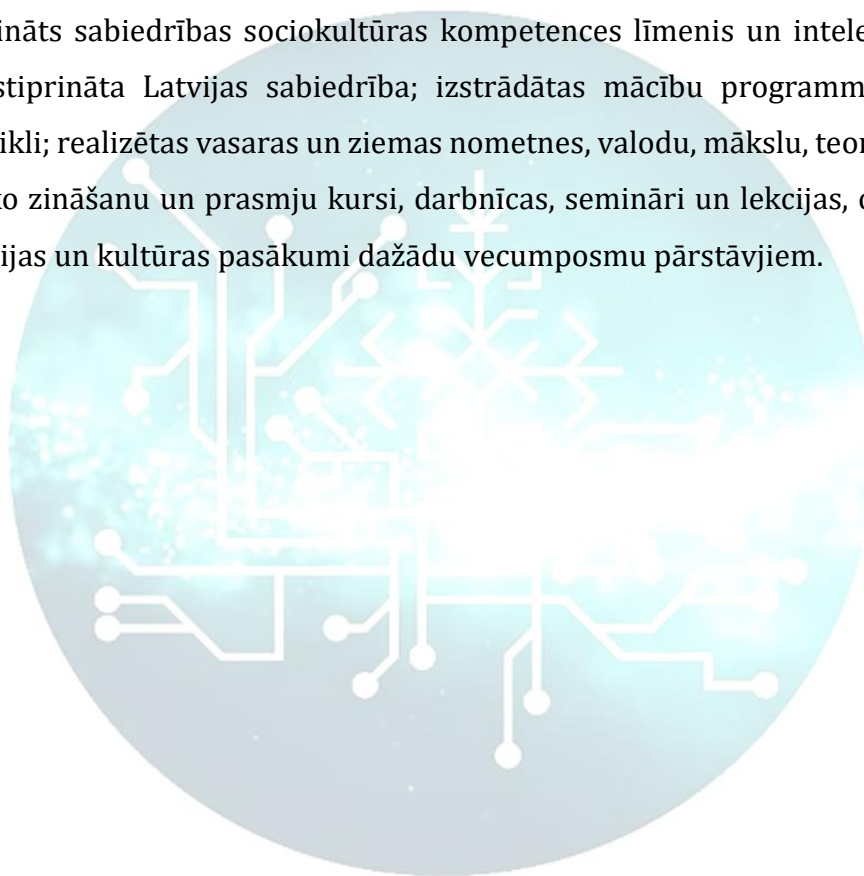 ināts sabiedrības sociokultūras kompetences līmenis un intele
stiprināta Latvijas sabiedrība; izstrādātas mācību programm
ikli; realizētas vasaras un ziemas nometnes, valodu, mākslu, teor
ko zināšanu un prasmju kursi, darbnīcas, semināri un lekcijas,
ijas un kultūras pasākumi dažādu vecumposmu pārstāvjiem.